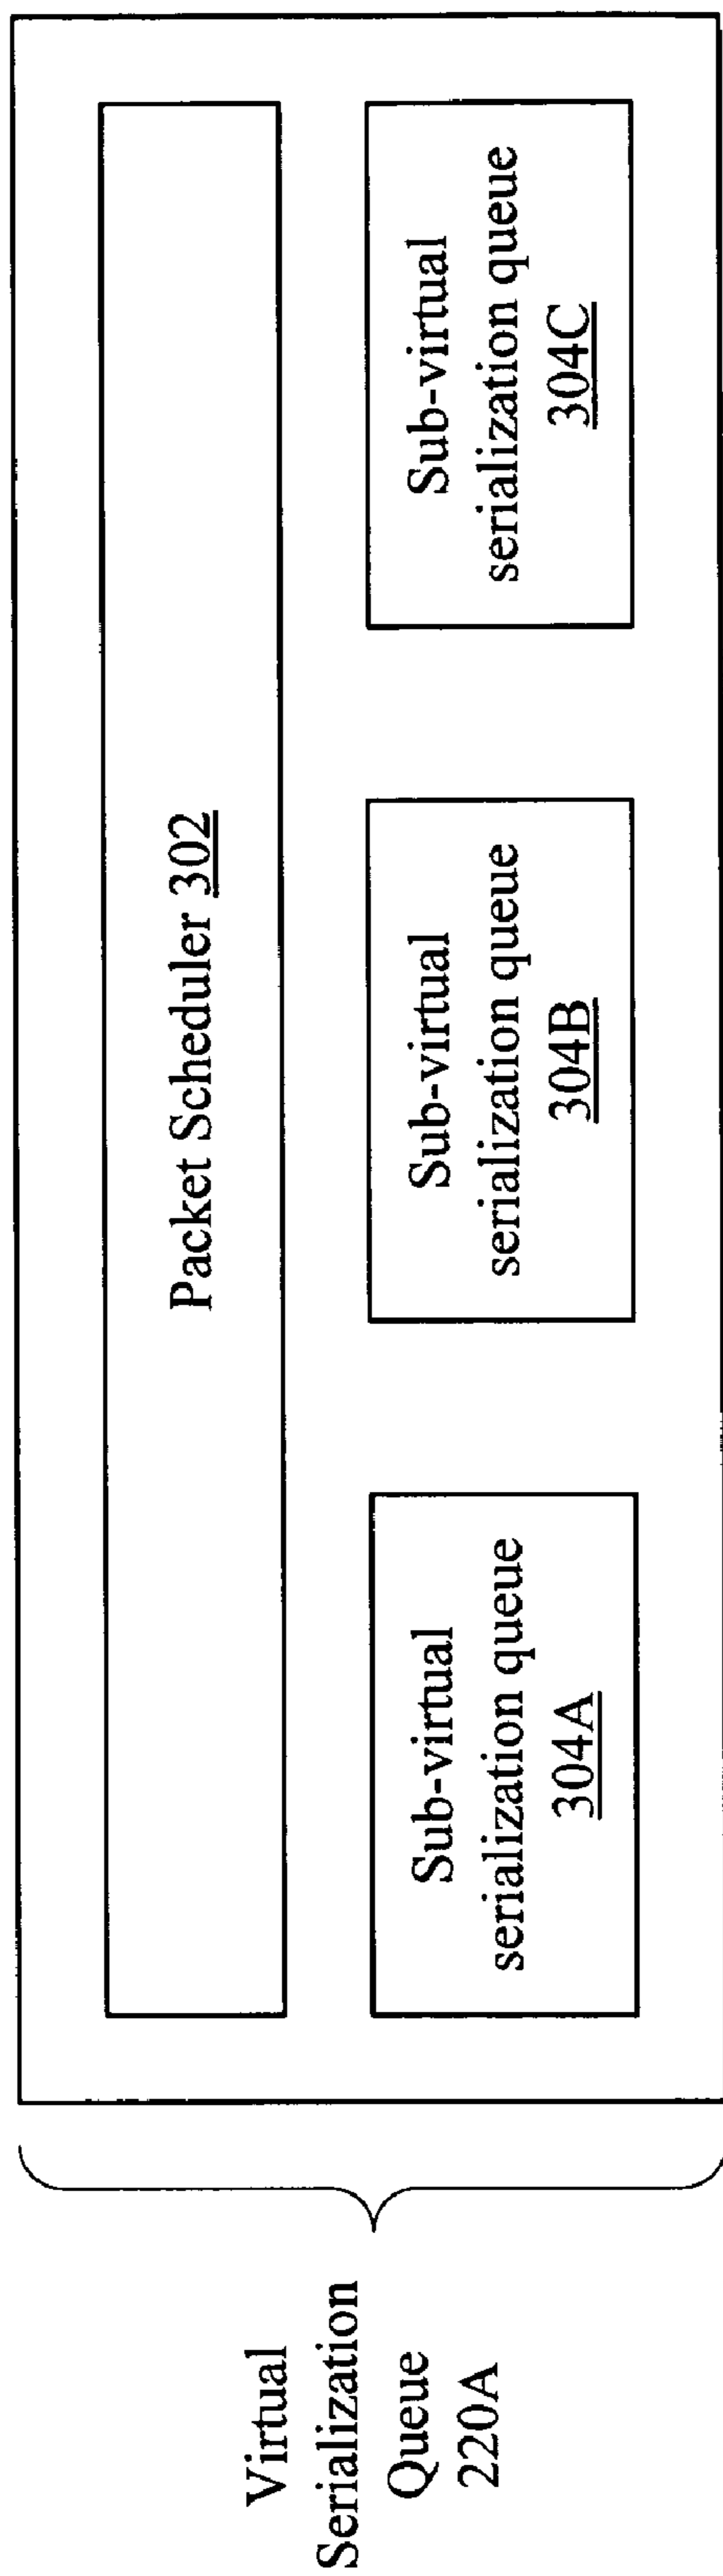 Virtual
Serialization
Queue
220A
Packet Scheduler 302
Sub-virtual
serialization queue
304A
Sub-virtual
serialization queue
304B
Sub-virtual
serialization queue
304C